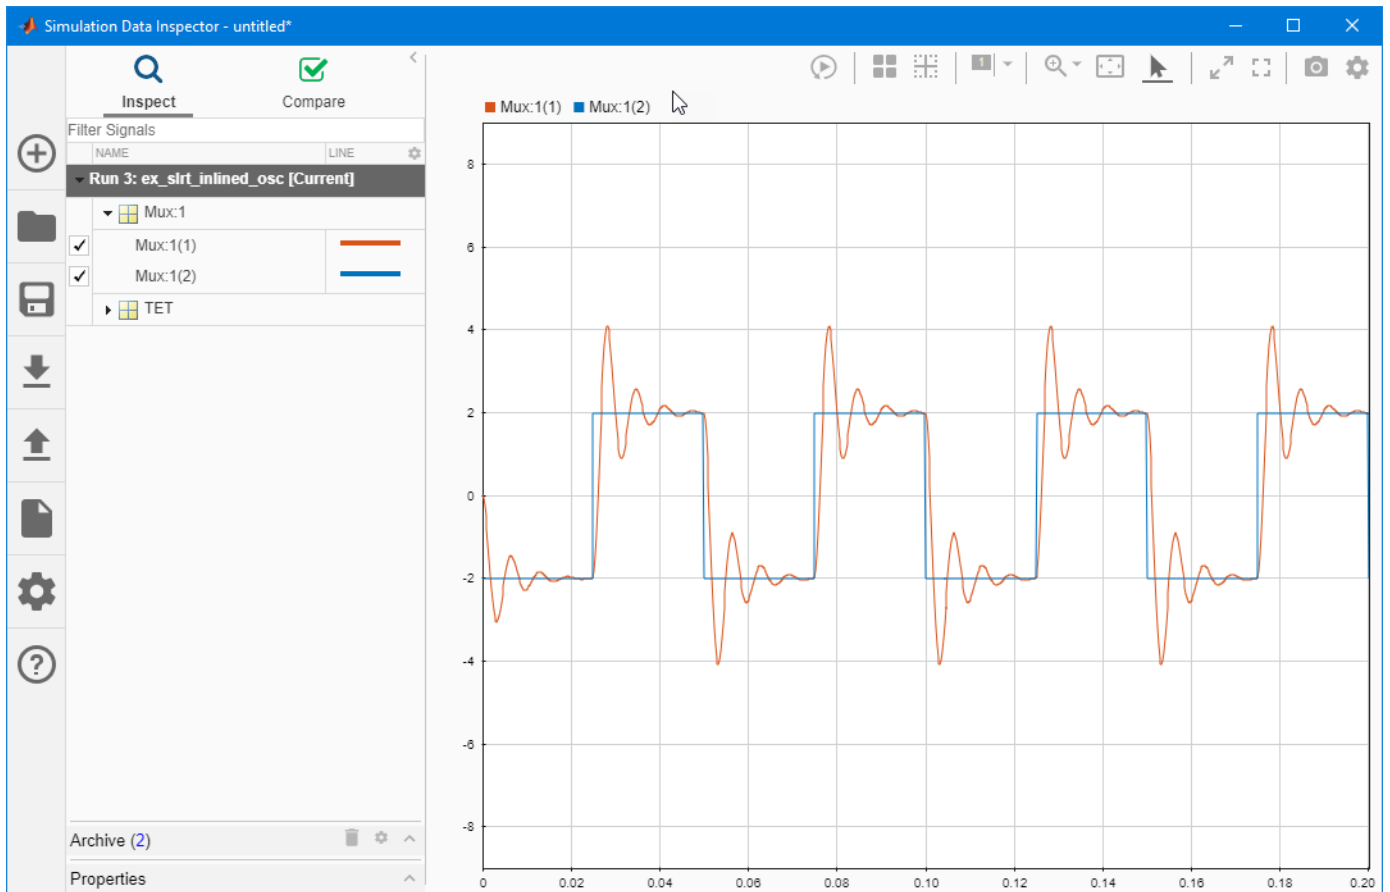 Simulation Data Inspector - untitled*
Inspect
Compare
Filter Signals
NAME
LINE
Run 3: ex_slrt_inlined_osc [Current]
Mux:1
Mux:1(1)
Mux:1(2)
TET
Archive (2)
Properties
1
Mux:1(1) Mux:1(2)
8
6
4
2
0
-2
-4
-6
-8
0 0.02 0.04 0.06 0.08 0.10 0.12 0.14 0.16 0.18 0.20